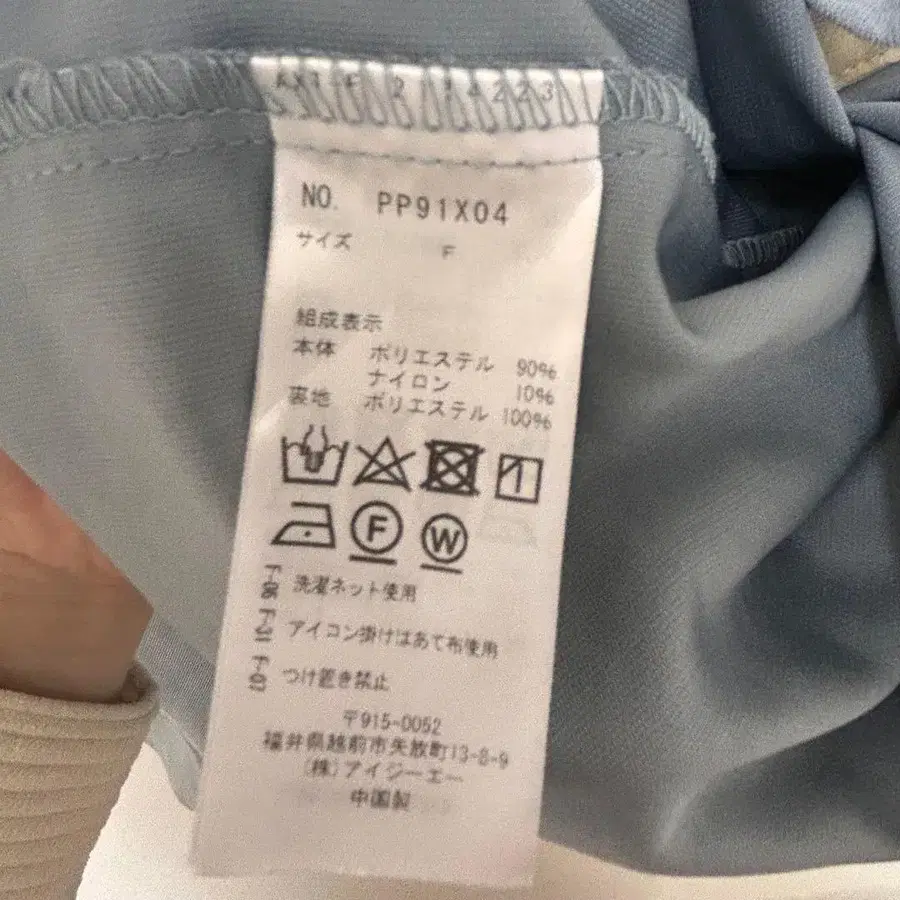 NO. PP91X04
サイズ F
組成表示
本体 ポリエステル 90%
ナイロン 10%
裏地 ポリエステル 100%
F
W
F-06 洗濯ネット使用
F-31 アイコン掛けはあて布使用
F-07 つけ置き禁止
〒915-0052
福井県越前市矢放町13-8-9
(株)アイジーエー
中国製